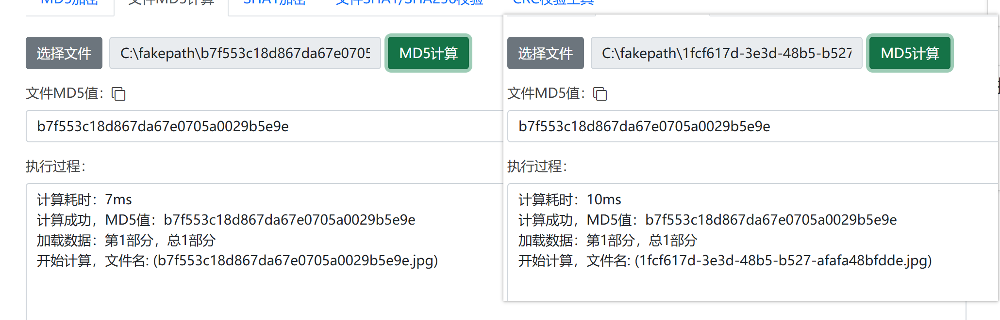 MD5加密 文件MD5计算 SHA1加密 文件SHA1/SHA256校验 CRC校验工具
选择文件 C:\fakepath\b7f553c18d867da67e0705 MD5计算
文件MD5值：
b7f553c18d867da67e0705a0029b5e9e
执行过程：
计算耗时：7ms
计算成功，MD5值：b7f553c18d867da67e0705a0029b5e9e
加载数据：第1部分，总1部分
开始计算，文件名: (b7f553c18d867da67e0705a0029b5e9e.jpg)
选择文件 C:\fakepath\1fcf617d-3e3d-48b5-b527 MD5计算
文件MD5值：
b7f553c18d867da67e0705a0029b5e9e
执行过程：
计算耗时：10ms
计算成功，MD5值：b7f553c18d867da67e0705a0029b5e9e
加载数据：第1部分，总1部分
开始计算，文件名: (1fcf617d-3e3d-48b5-b527-afafa48bfdde.jpg)